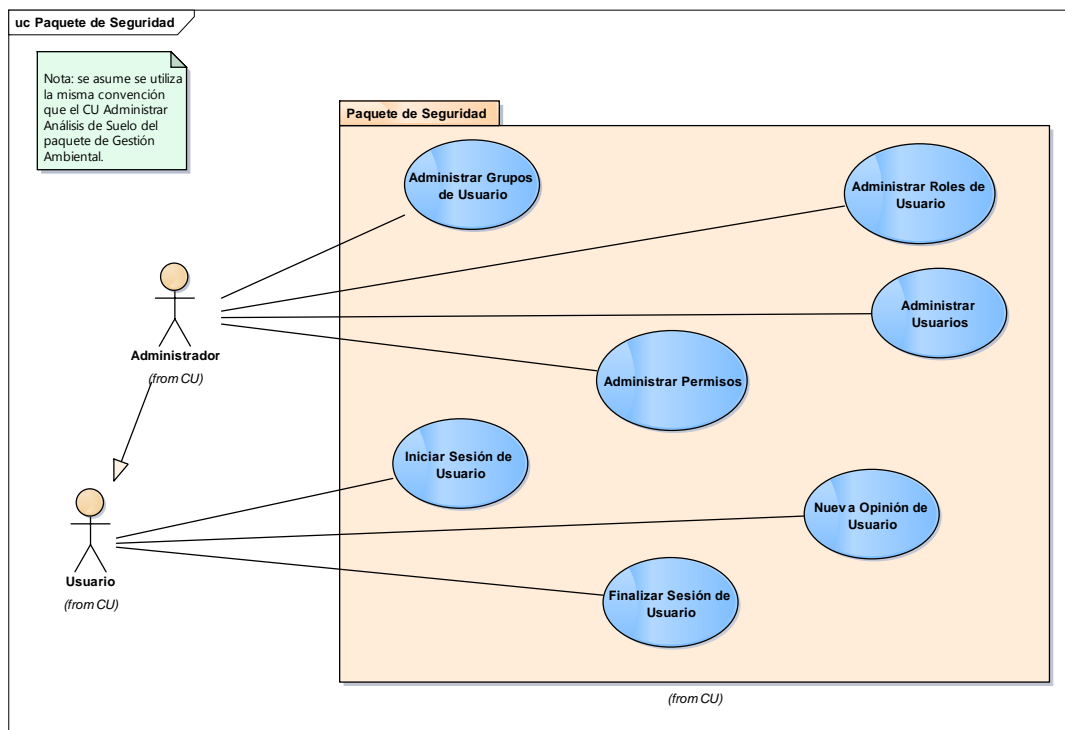 uc Paquete de Seguridad
Nota: se asume se utiliza
la misma convención
que el CU Administrar
Análisis de Suelo del
paquete de Gestión
Ambiental.
Paquete de Seguridad
Administrar Grupos
de Usuario
Administrar Roles de
Usuario
Administrar
Usuarios
Administrador
(from CU)
Administrar Permisos
Iniciar Sesión de
Usuario
Nueva Opinión de
Usuario
Usuario
(from CU)
Finalizar Sesión de
Usuario
(from CU)